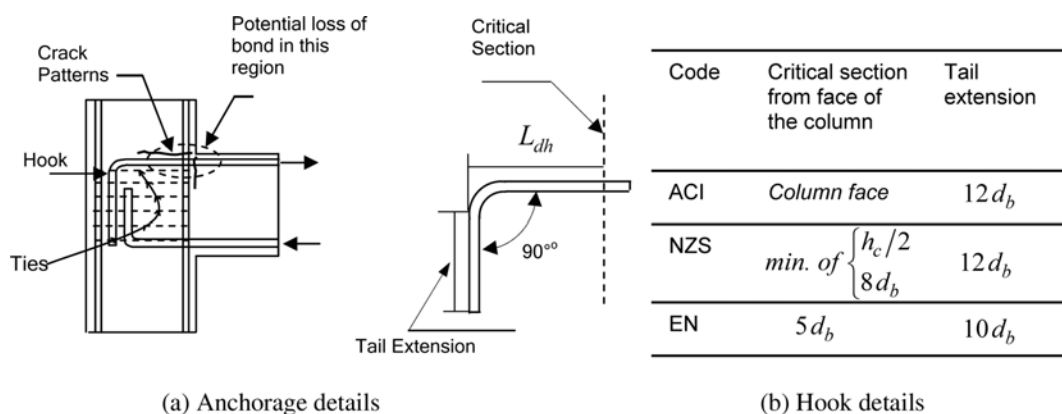 Potential loss of
bond in this
region
Crack
Patterns
Hook
Ties
Critical
Section
L_{dh}
90°º
Tail Extension
(a) Anchorage details
Code
Critical section
from face of
the column
Tail
extension
ACI
Column face
12d_b
NZS
min. of { h_c/2
8d_b
12d_b
EN
5d_b
10d_b
(b) Hook details